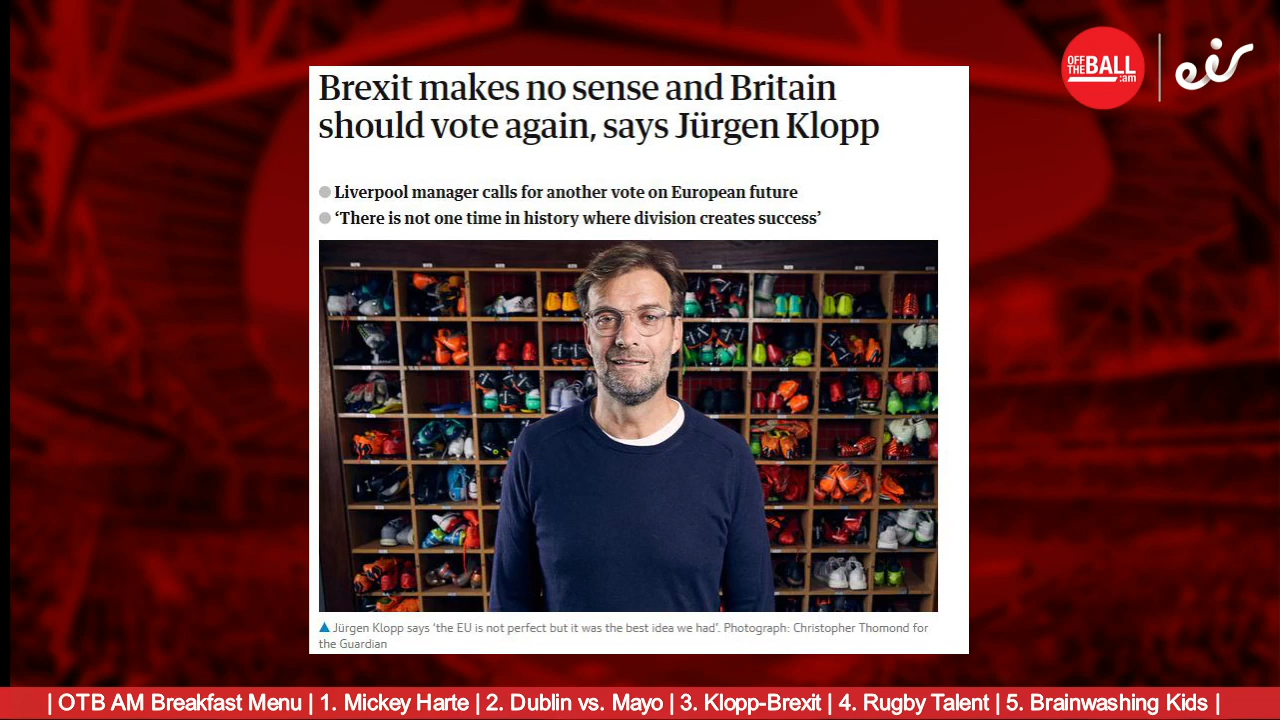 OFF
THE BALL
:am
eir
Brexit makes no sense and Britain
should vote again, says Jürgen Klopp
Liverpool manager calls for another vote on European future
‘There is not one time in history where division creates success’
Jürgen Klopp says ‘the EU is not perfect but it was the best idea we had’. Photograph: Christopher Thomond for
the Guardian
| OTB AM Breakfast Menu | 1. Mickey Harte | 2. Dublin vs. Mayo | 3. Klopp-Brexit | 4. Rugby Talent | 5. Brainwashing Kids |